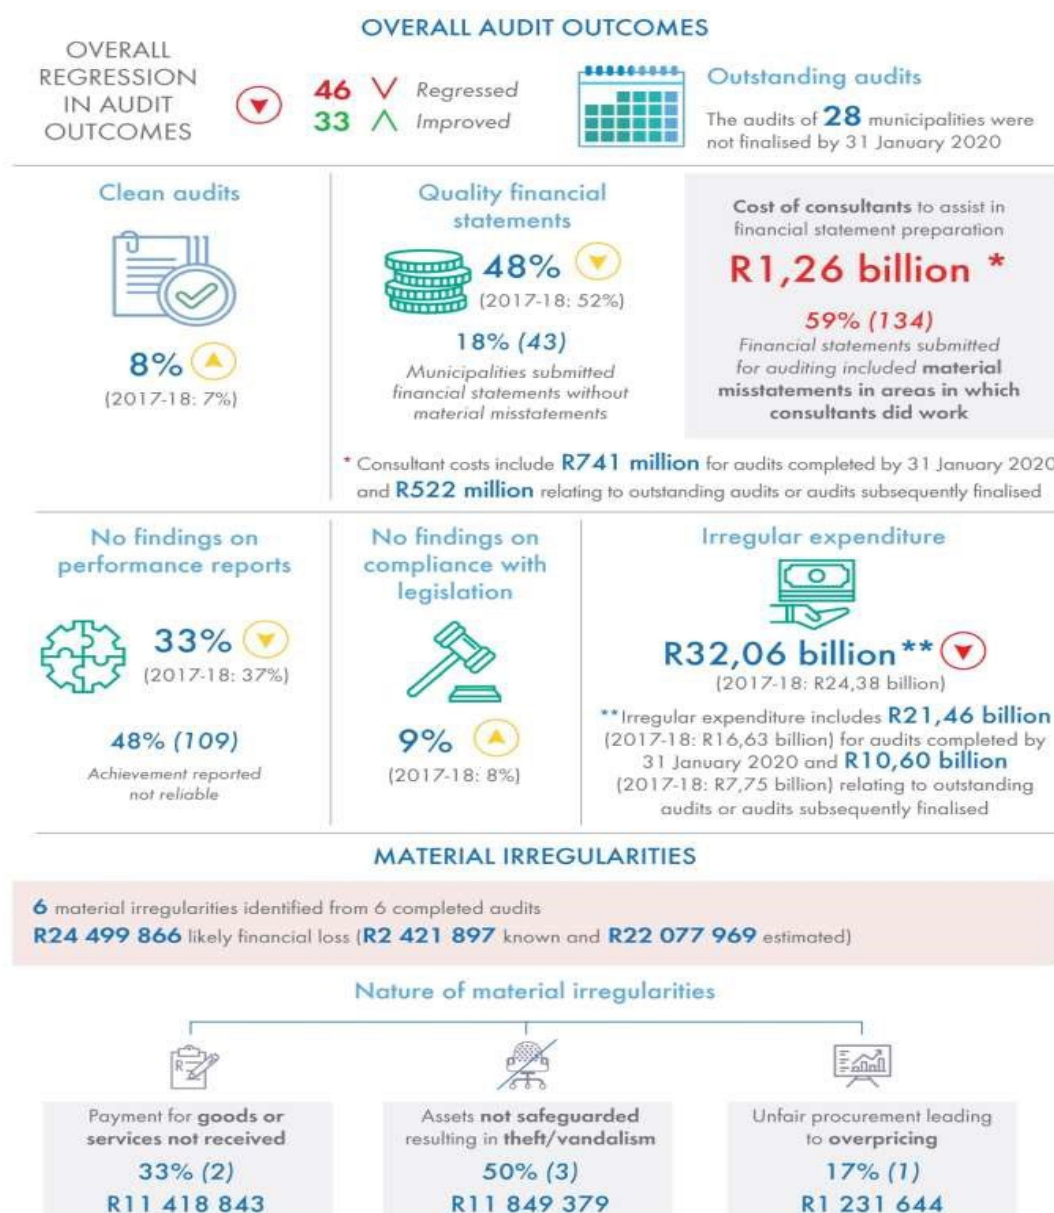 OVERALL AUDIT OUTCOMES
OVERALL
REGRESSION
IN AUDIT
OUTCOMES
46 Regressed
33 Improved
Outstanding audits
The audits of 28 municipalities were
not finalised by 31 January 2020
Clean audits
8%
(2017-18: 7%)
Quality financial
statements
48%
(2017-18: 52%)
18% (43)
Municipalities submitted
financial statements without
material misstatements
Cost of consultants to assist in
financial statement preparation
R1,26 billion *
59% (134)
Financial statements submitted
for auditing included material
misstatements in areas in which
consultants did work
* Consultant costs include R741 million for audits completed by 31 January 2020
and R522 million relating to outstanding audits or audits subsequently finalised
No findings on
performance reports
33%
(2017-18: 37%)
48% (109)
Achievement reported
not reliable
No findings on
compliance with
legislation
9%
(2017-18: 8%)
Irregular expenditure
R32,06 billion**
(2017-18: R24,38 billion)
**Irregular expenditure includes R21,46 billion
(2017-18: R16,63 billion) for audits completed by
31 January 2020 and R10,60 billion
(2017-18: R7,75 billion) relating to outstanding
audits or audits subsequently finalised
MATERIAL IRREGULARITIES
6 material irregularities identified from 6 completed audits
R24 499 866 likely financial loss (R2 421 897 known and R22 077 969 estimated)
Nature of material irregularities
R
Payment for goods or
services not received
33% (2)
R11 418 843
Assets not safeguarded
resulting in theft/vandalism
50% (3)
R11 849 379
Unfair procurement leading
to overpricing
17% (1)
R1 231 644